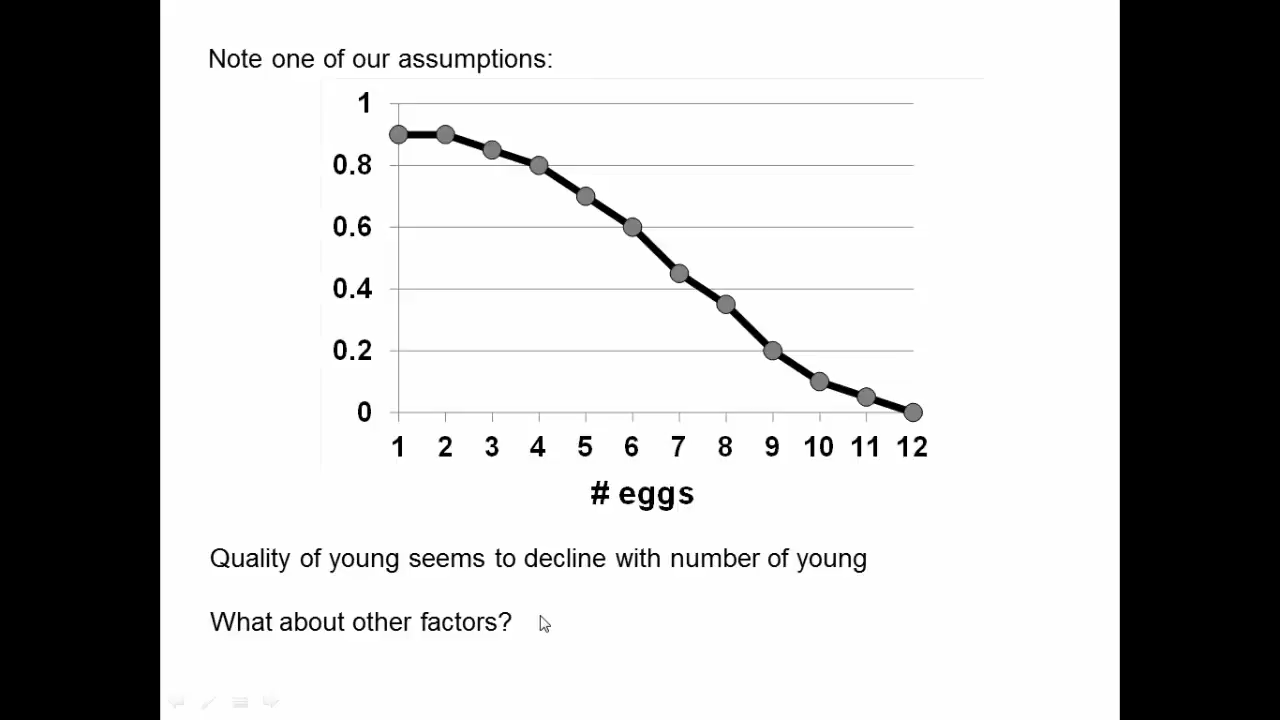 Note one of our assumptions:
1
0.8
0.6
0.4
0.2
0
1 2 3 4 5 6 7 8 9 10 11 12
# eggs
Quality of young seems to decline with number of young
What about other factors?